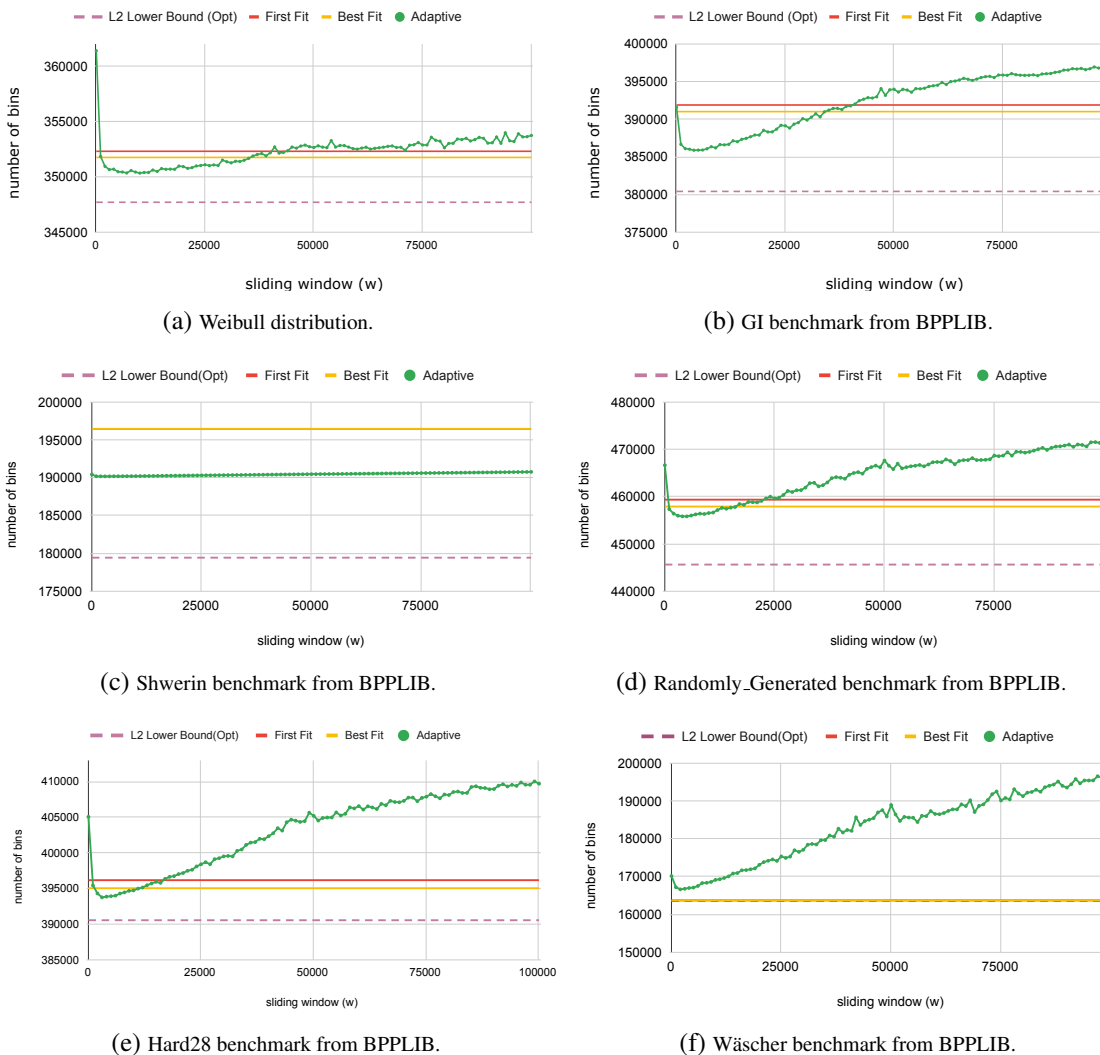 L2 Lower Bound (Opt) First Fit Best Fit Adaptive
360000
355000
350000
345000
0 25000 50000 75000
number of bins
sliding window (w)
(a) Weibull distribution.
L2 Lower Bound (Opt) First Fit Best Fit Adaptive
400000
395000
390000
385000
380000
375000
0 25000 50000 75000
number of bins
sliding window (w)
(b) GI benchmark from BPPLIB.
L2 Lower Bound(Opt) First Fit Best Fit Adaptive
200000
195000
190000
185000
180000
175000
0 25000 50000 75000
number of bins
sliding window (w)
(c) Shwerin benchmark from BPPLIB.
L2 Lower Bound(Opt) First Fit Best Fit Adaptive
480000
470000
460000
450000
440000
0 25000 50000 75000
number of bins
sliding window (w)
(d) Randomly_Generated benchmark from BPPLIB.
L2 Lower Bound(Opt) First Fit Best Fit Adaptive
410000
405000
400000
395000
390000
385000
0 25000 50000 75000 100000
number of bins
sliding window (w)
(e) Hard28 benchmark from BPPLIB.
L2 Lower Bound(Opt) First Fit Best Fit Adaptive
200000
190000
180000
170000
160000
150000
0 25000 50000 75000
number of bins
sliding window (w)
(f) Wäscher benchmark from BPPLIB.